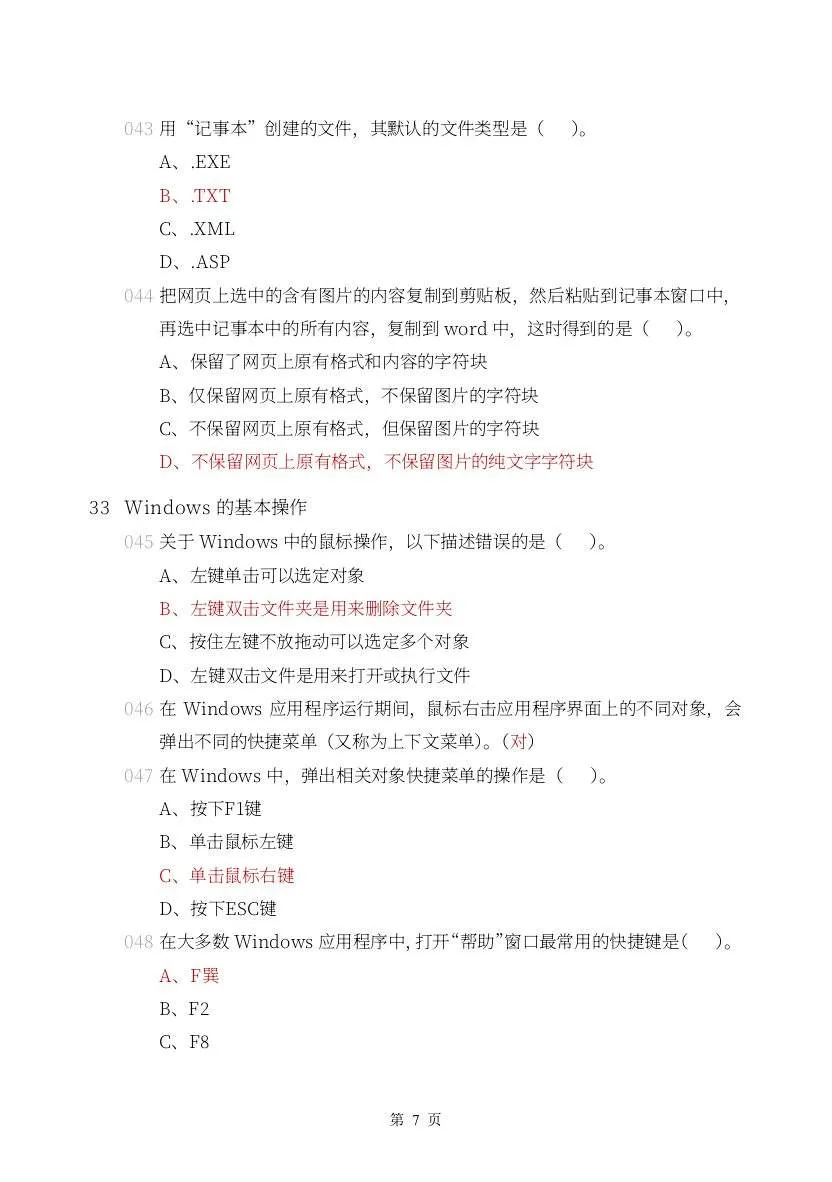 043 用“记事本”创建的文件，其默认的文件类型是（　）。
A、.EXE
B、.TXT
C、.XML
D、.ASP
044 把网页上选中的含有图片的内容复制到剪贴板，然后粘贴到记事本窗口中，
再选中记事本中的所有内容，复制到 word 中，这时得到的是（　）。
A、保留了网页上原有格式和内容的字符块
B、仅保留网页上原有格式，不保留图片的字符块
C、不保留网页上原有格式，但保留图片的字符块
D、不保留网页上原有格式，不保留图片的纯文字字符块
33 Windows 的基本操作
045 关于 Windows 中的鼠标操作，以下描述错误的是（　）。
A、左键单击可以选定对象
B、左键双击文件夹是用来删除文件夹
C、按住左键不放拖动可以选定多个对象
D、左键双击文件是用来打开或执行文件
046 在 Windows 应用程序运行期间，鼠标右击应用程序界面上的不同对象，会
弹出不同的快捷菜单（又称为上下文菜单）。（对）
047 在 Windows 中，弹出相关对象快捷菜单的操作是（　）。
A、按下F1键
B、单击鼠标左键
C、单击鼠标右键
D、按下ESC键
048 在大多数 Windows 应用程序中，打开“帮助”窗口最常用的快捷键是（　）。
A、F巽
B、F2
C、F8
第 7 页